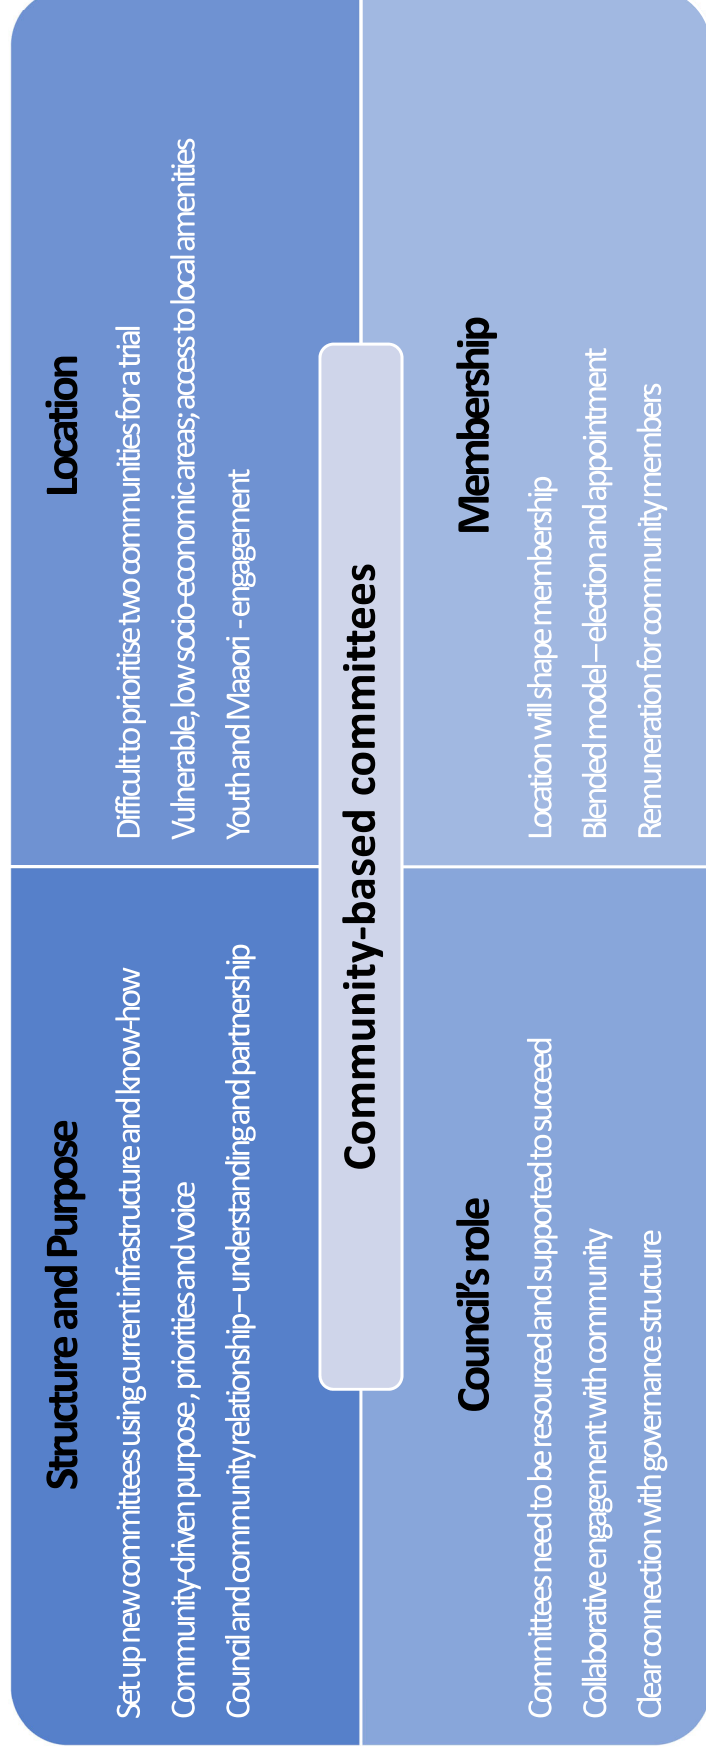 Structure and Purpose
Set up new committees using current infrastructure and know-how
Community-driven purpose , priorities and voice
Council and community relationship – understanding and partnership
Location
Difficult to prioritise two communities for a trial
Vulnerable, low socio-economic areas; access to local amenities
Youth and Maaori - engagement
Community-based committees
Council's role
Committees need to be resourced and supported to succeed
Collaborative engagement with community
Clear connection with governance structure
Membership
Location will shape membership
Blended model – election and appointment
Remuneration for community members